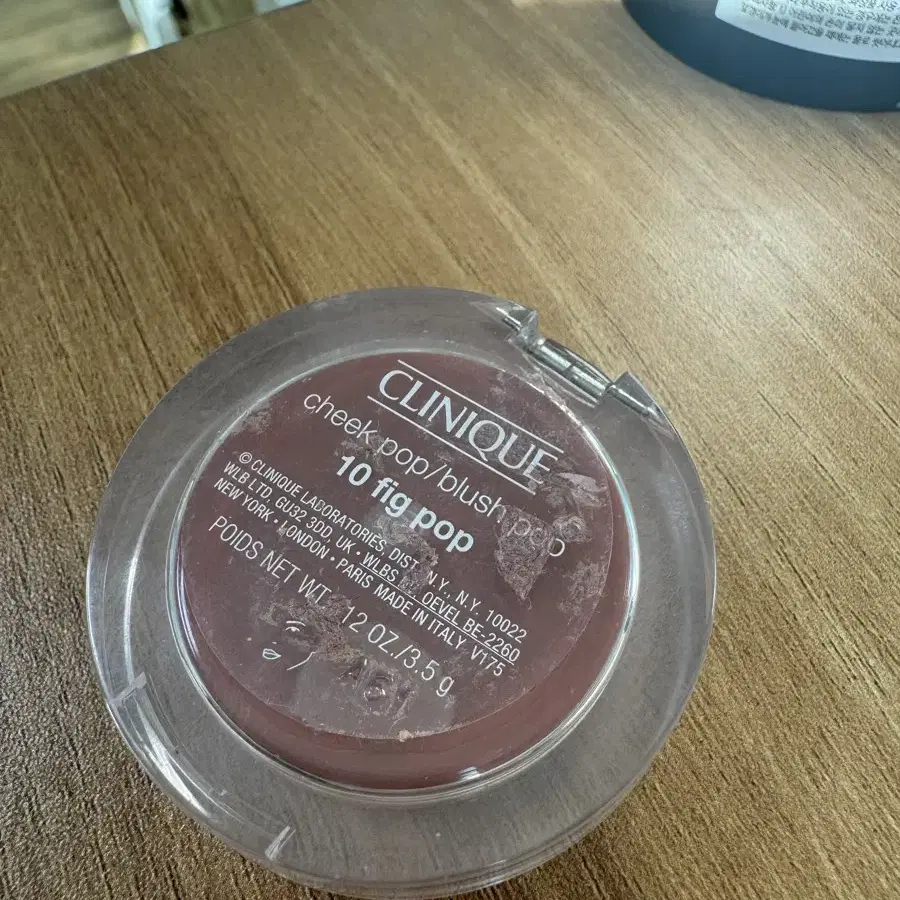 CLINIQUE
cheek pop/blush pop
10 fig pop
© CLINIQUE LABORATORIES, DIST. N.Y., N.Y. 10022
WLB LTD, GU32 3DD, UK • WLBS OEVEL BE-2260
NEW YORK • LONDON • PARIS MADE IN ITALY V175
POIDS NET WT. .12 OZ./3.5 g